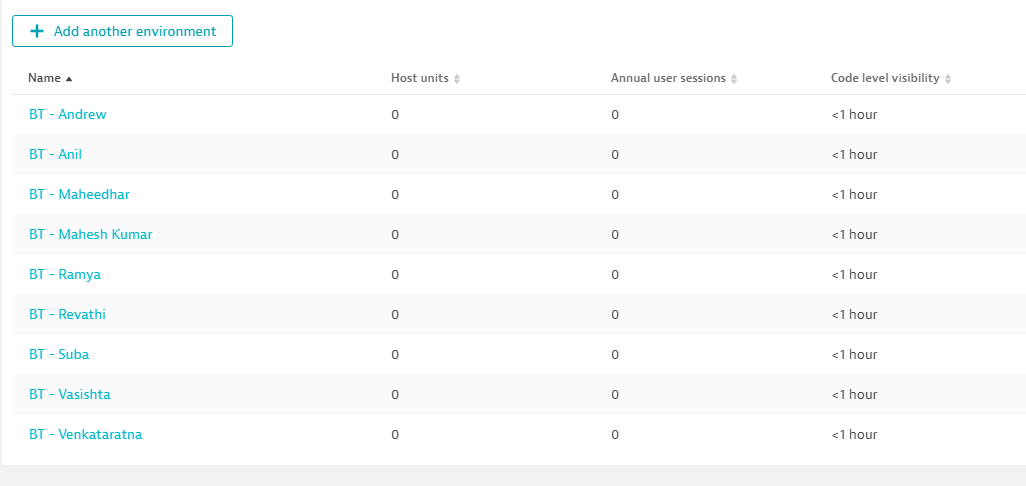 Add another environment
Name Host units Annual user sessions Code level visibility
BT - Andrew 0 0 <1 hour
BT - Anil 0 0 <1 hour
BT - Maheedhar 0 0 <1 hour
BT - Mahesh Kumar 0 0 <1 hour
BT - Ramya 0 0 <1 hour
BT - Revathi 0 0 <1 hour
BT - Suba 0 0 <1 hour
BT - Vasishta 0 0 <1 hour
BT - Venkataratna 0 0 <1 hour